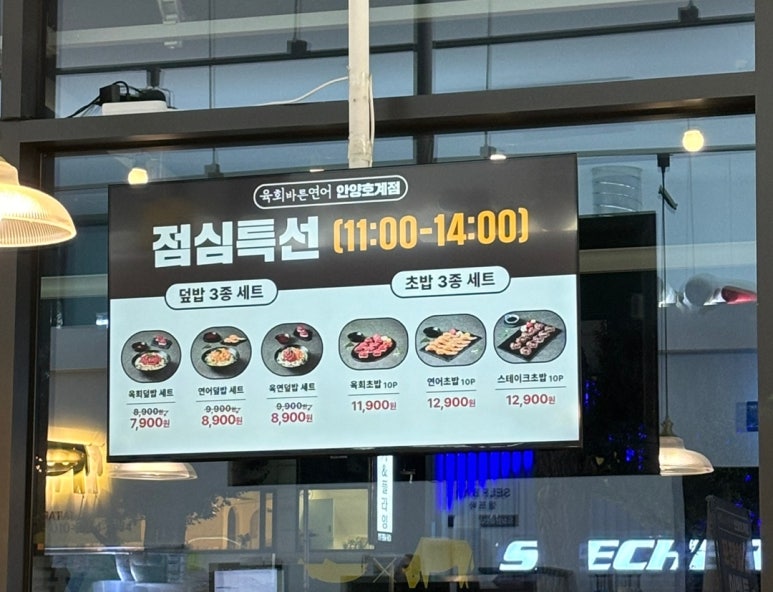 육회바른연어 안양호계점
점심특선 (11:00-14:00)
덮밥 3종 세트
초밥 3종 세트
육회덮밥 세트
8,900원
7,900원
연어덮밥 세트
9,900원
8,900원
육연덮밥 세트
9,900원
8,900원
육회초밥 10P
11,900원
연어초밥 10P
12,900원
스테이크초밥 10P
12,900원
SELF
S ECHER